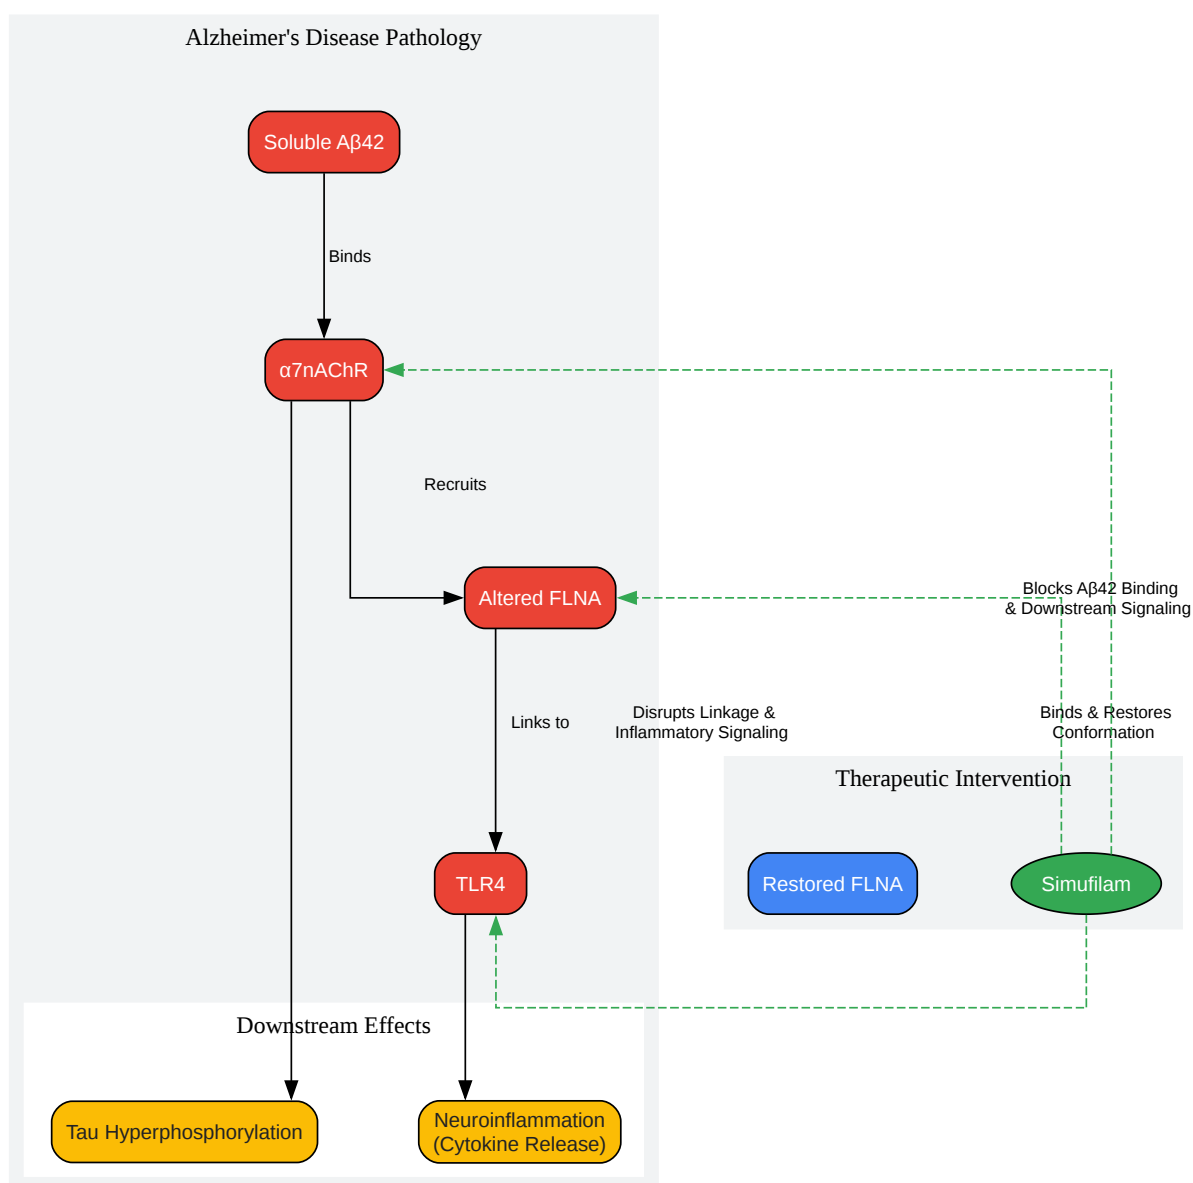 Alzheimer's Disease Pathology
Soluble Aβ42
Binds
α7nAChR
Recruits
Altered FLNA
Blocks Aβ42 Binding
& Downstream Signaling
Links to
Disrupts Linkage &
Inflammatory Signaling
Binds & Restores
Conformation
Therapeutic Intervention
TLR4
Restored FLNA
Simufilam
Downstream Effects
Tau Hyperphosphorylation
Neuroinflammation
(Cytokine Release)